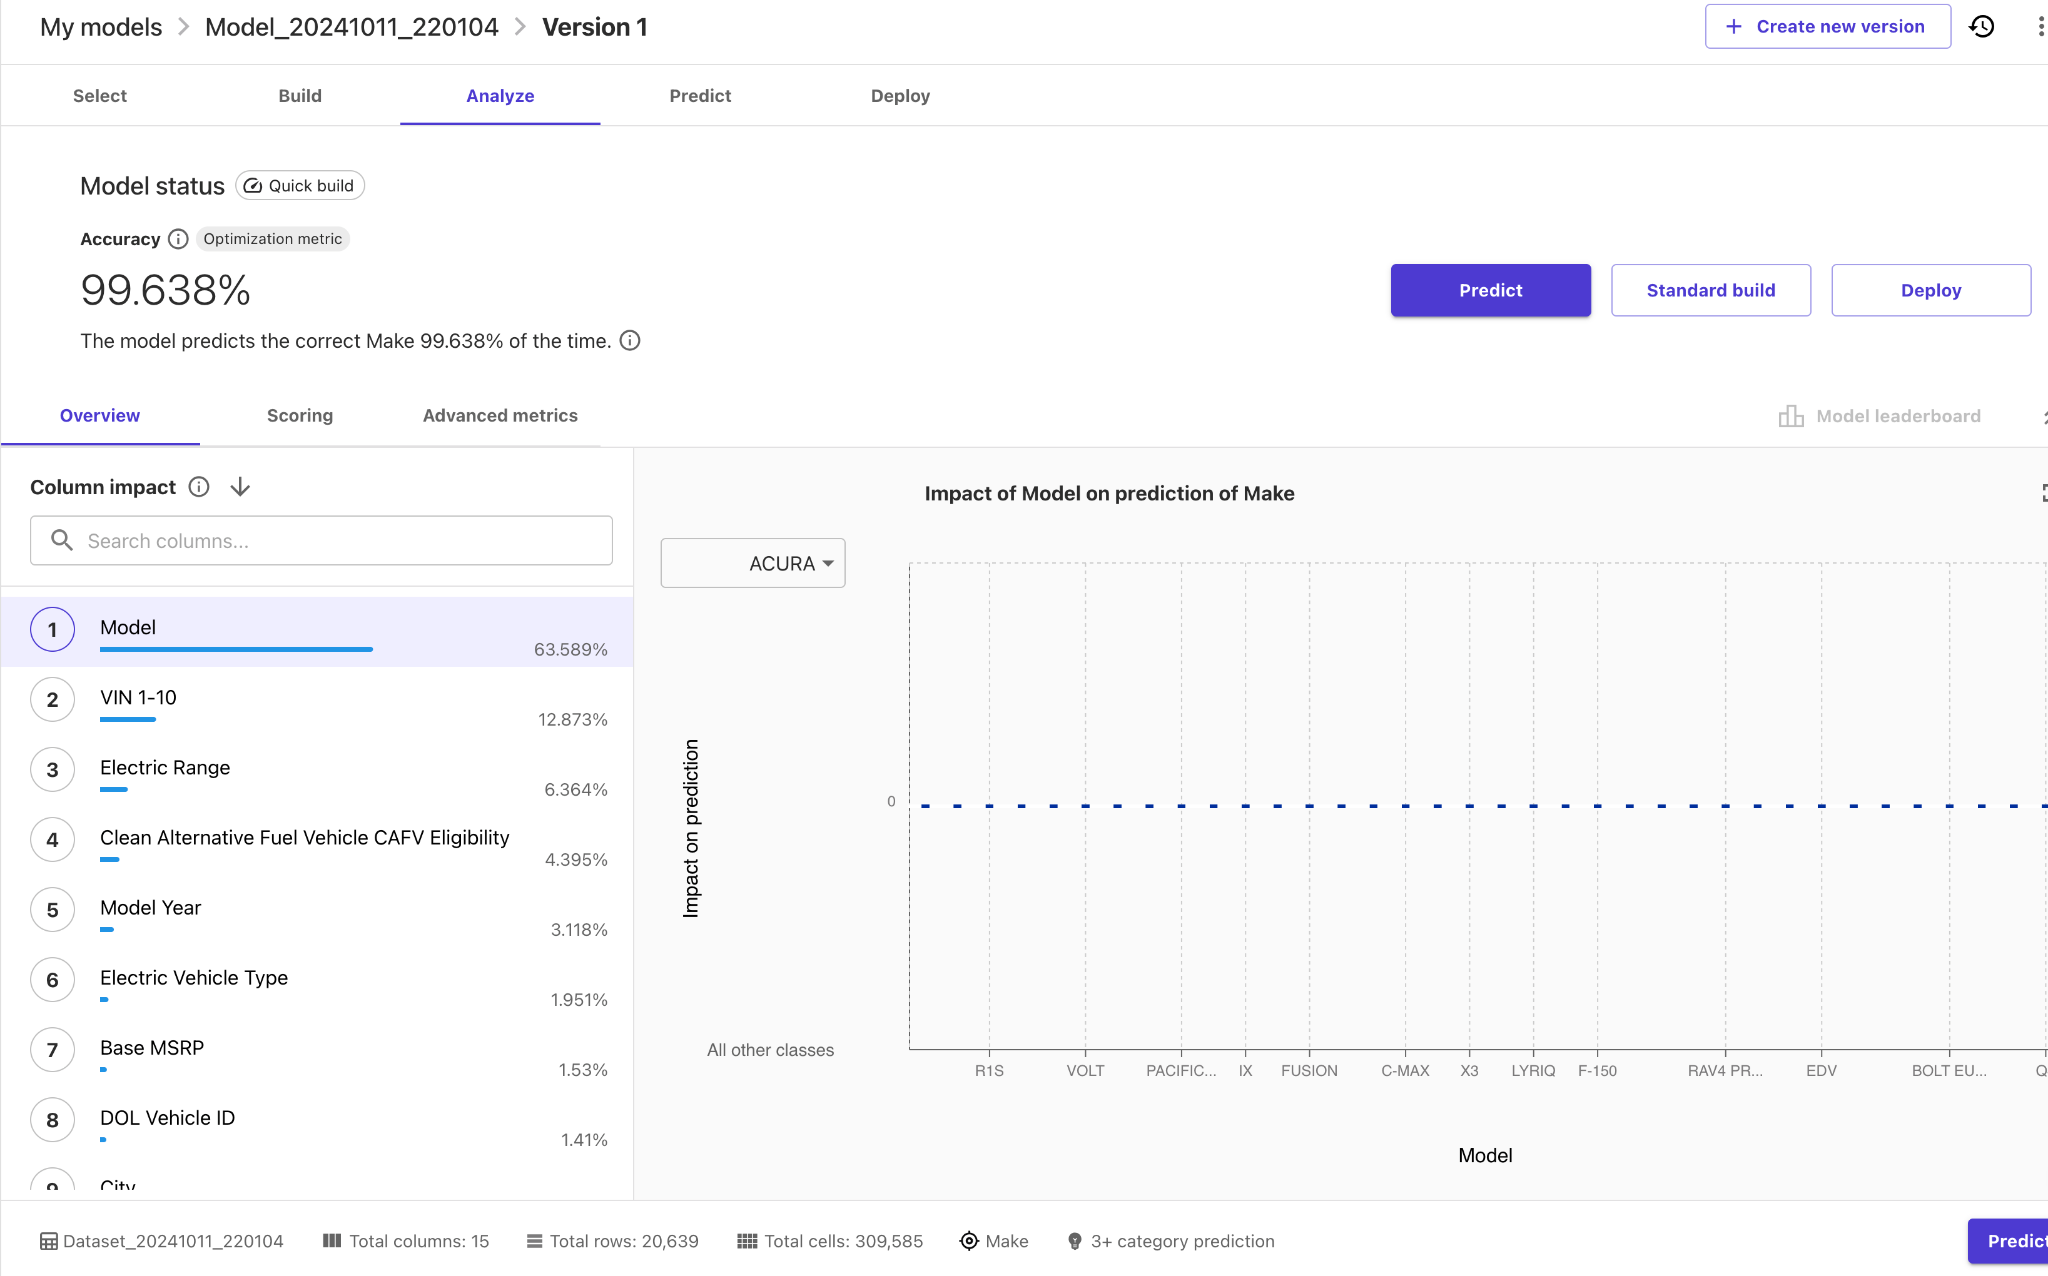 My models > Model_20241011_220104 > Version 1
+ Create new version
Select
Build
Analyze
Predict
Deploy
Model status
Quick build
Accuracy
Optimization metric
99.638%
The model predicts the correct Make 99.638% of the time.
Predict
Standard build
Deploy
Overview
Scoring
Advanced metrics
Model leaderboard
Column impact
Search columns...
1
Model
63.589%
2
VIN 1-10
12.873%
3
Electric Range
6.364%
4
Clean Alternative Fuel Vehicle CAFV Eligibility
4.395%
5
Model Year
3.118%
6
Electric Vehicle Type
1.951%
7
Base MSRP
1.53%
8
DOL Vehicle ID
1.41%
9
City
Impact of Model on prediction of Make
ACURA
Impact on prediction
0
All other classes
R1S
VOLT
PACIFIC...
IX
FUSION
C-MAX
X3
LYRIQ
F-150
RAV4 PR...
EDV
BOLT EU...
Model
Dataset_20241011_220104
Total columns: 15
Total rows: 20,639
Total cells: 309,585
Make
3+ category prediction
Predict